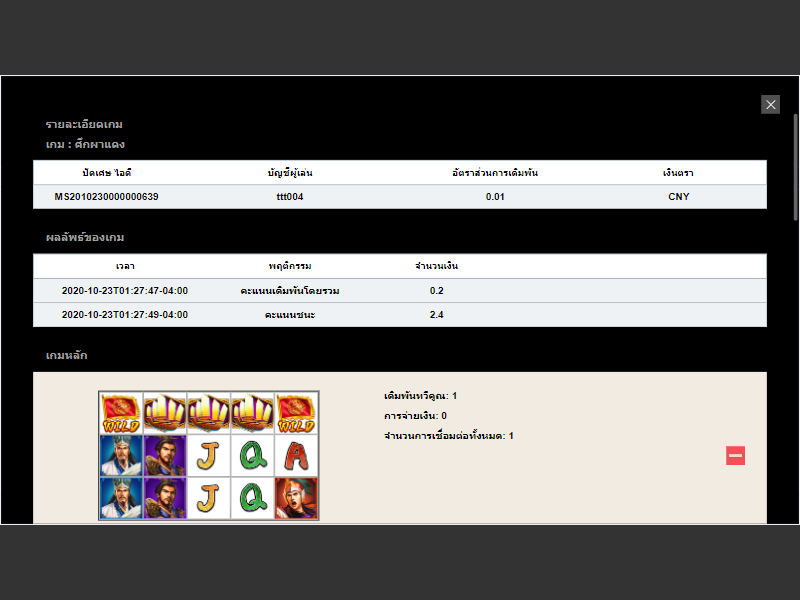 รายละเอียดเกม
เกม : ศึกผาแดง
ปัดเศษ ไอดี บัญชีผู้เล่น อัตราส่วนการเดิมพัน เงินตรา
MS2010230000000639 ttt004 0.01 CNY
ผลลัพธ์ของเกม
เวลา พฤติกรรม จำนวนเงิน
2020-10-23T01:27:47-04:00 คะแนนเดิมพันโดยรวม 0.2
2020-10-23T01:27:49-04:00 คะแนนชนะ 2.4
เกมหลัก
เดิมพันทวีคูณ: 1
การจ่ายเงิน: 0
จำนวนการเชื่อมต่อทั้งหมด: 1
WILD WILD
J Q A
J Q